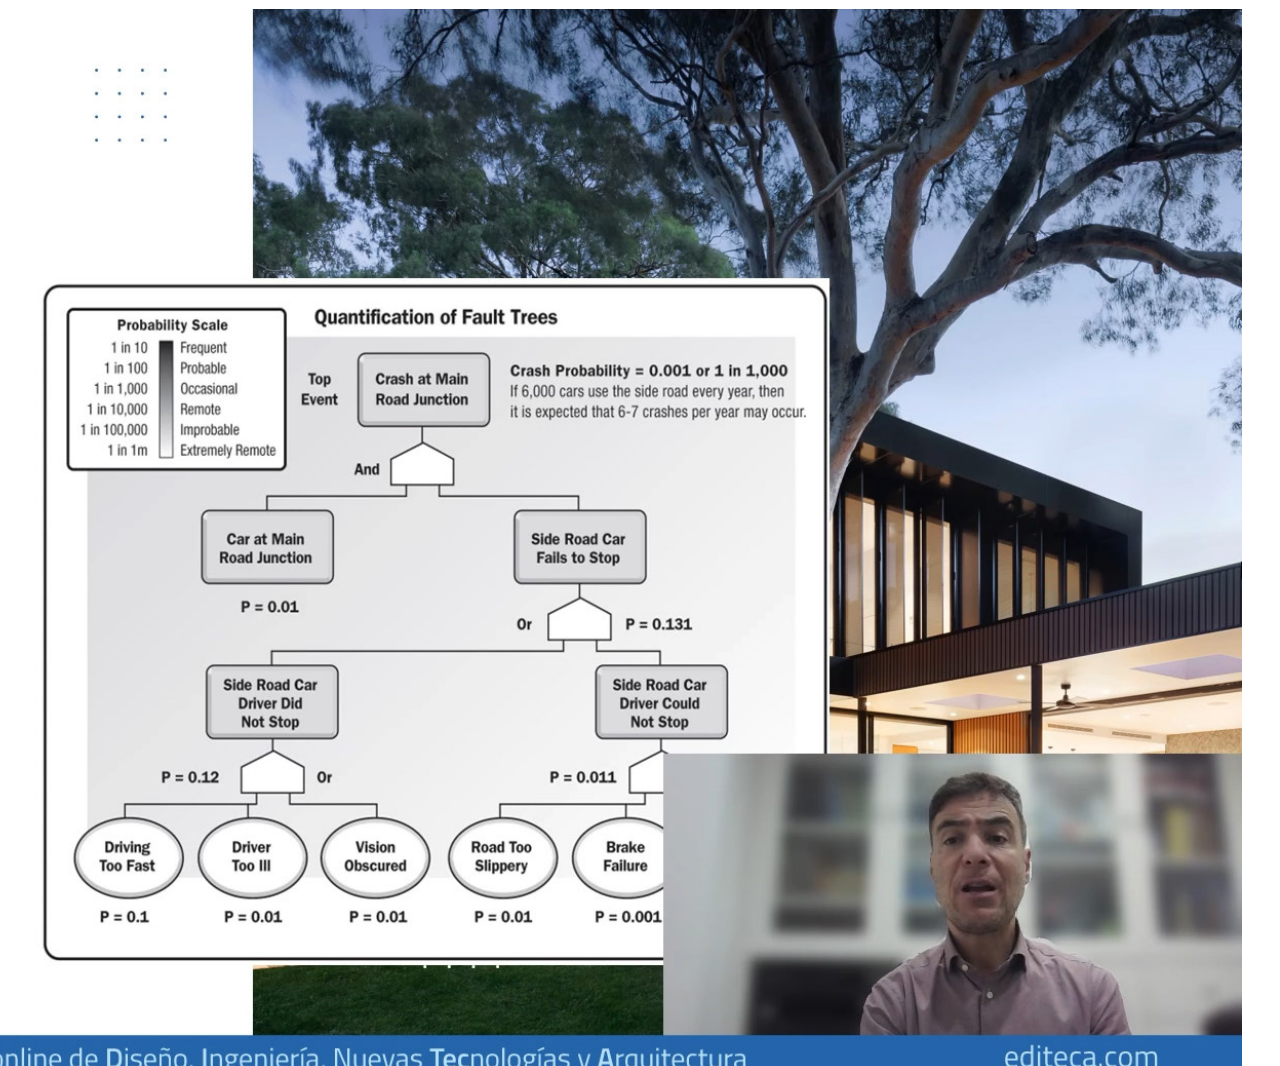 Quantification of Fault Trees
Probability Scale
1 in 10 Frequent
1 in 100 Probable
1 in 1,000 Occasional
1 in 10,000 Remote
1 in 100,000 Improbable
1 in 1m Extremely Remote
Top
Event
Crash at Main
Road Junction
Crash Probability = 0.001 or 1 in 1,000
If 6,000 cars use the side road every year, then
it is expected that 6-7 crashes per year may occur.
And
Car at Main
Road Junction
P = 0.01
Side Road Car
Fails to Stop
Or
P = 0.131
Side Road Car
Driver Did
Not Stop
P = 0.12
Or
Side Road Car
Driver Could
Not Stop
P = 0.011
Driving
Too Fast
P = 0.1
Driver
Too Ill
P = 0.01
Vision
Obscured
P = 0.01
Road Too
Slippery
P = 0.01
Brake
Failure
P = 0.001
online de Diseño, Ingeniería, Nuevas Tecnologías y Arquitectura
editeca.com